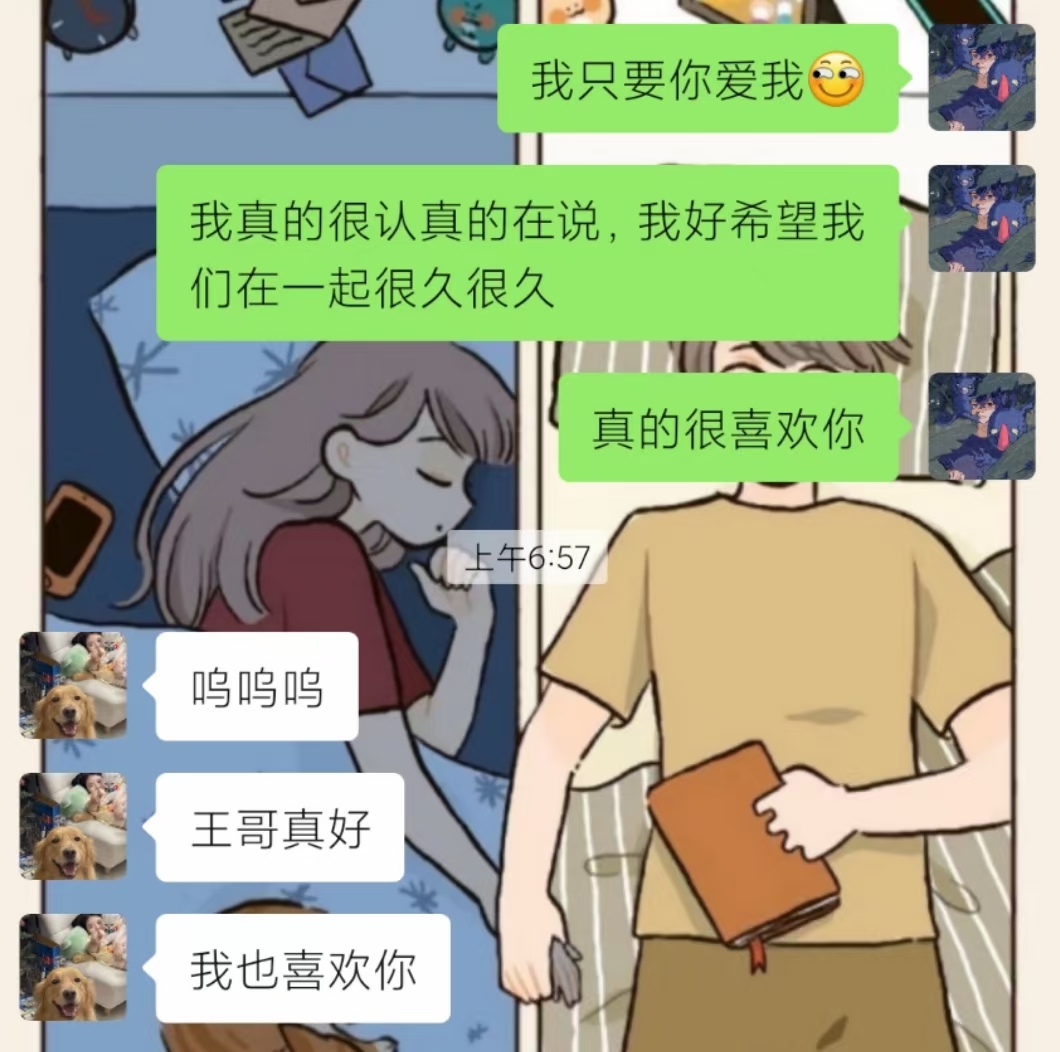 我只要你爱我
我真的很认真的在说，我好希望我
们在一起很久很久
真的很喜欢你
上午6:57
呜呜呜呜
王哥真好
我也喜欢你